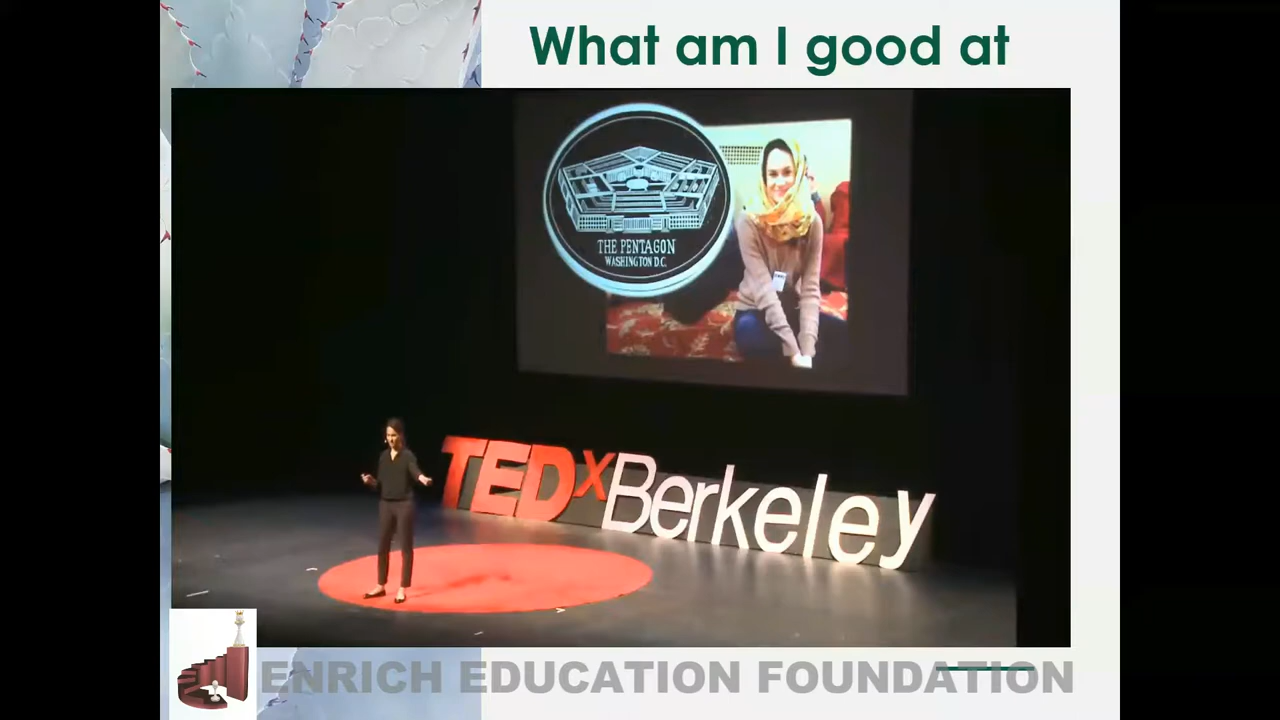 What am I good at
THE PENTAGON
WASHINGTON D.C.
TEDxBerkeley
ENRICH EDUCATION FOUNDATION